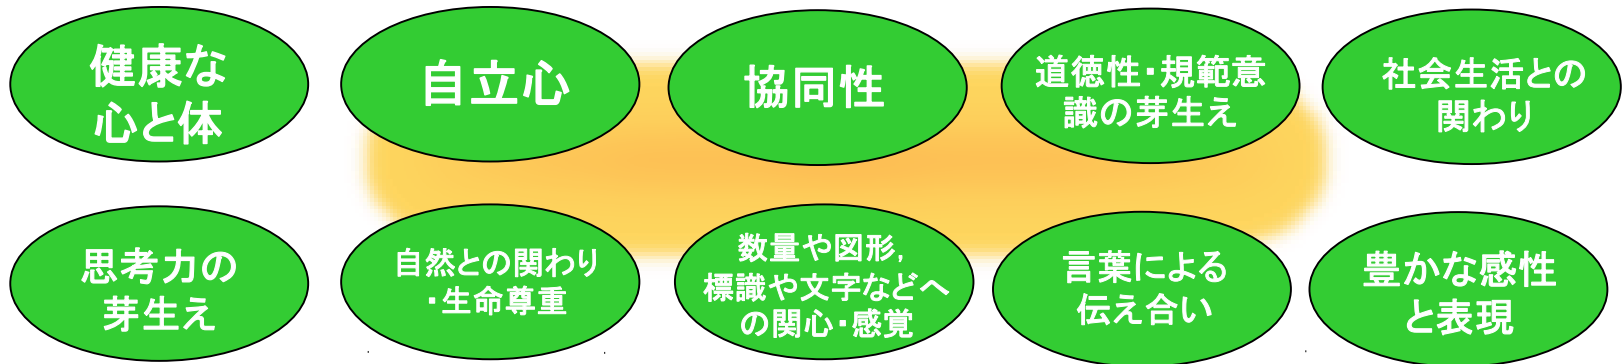 健康な
心と体
自立心
協同性
道徳性・規範意
識の芽生え
社会生活との
関わり
思考力の
芽生え
自然との関わり
・生命尊重
数量や図形，
標識や文字などへ
の関心・感覚
言葉による
伝え合い
豊かな感性
と表現